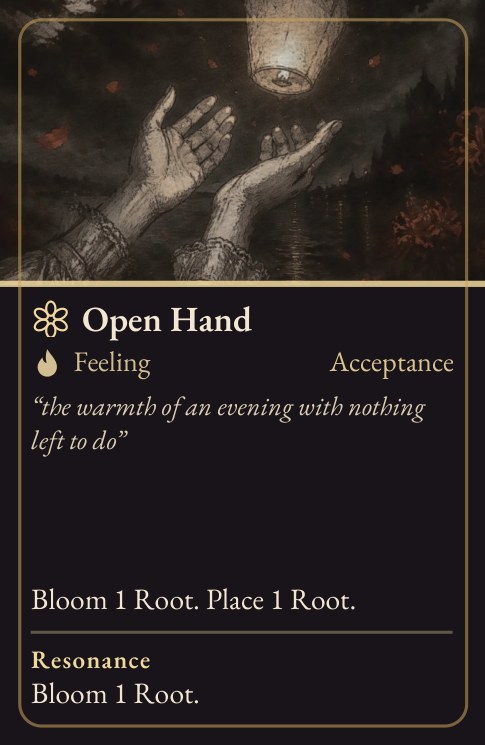 Open Hand
Feeling
Acceptance
“the warmth of an evening with nothing
left to do”
Bloom 1 Root. Place 1 Root.
Resonance
Bloom 1 Root.